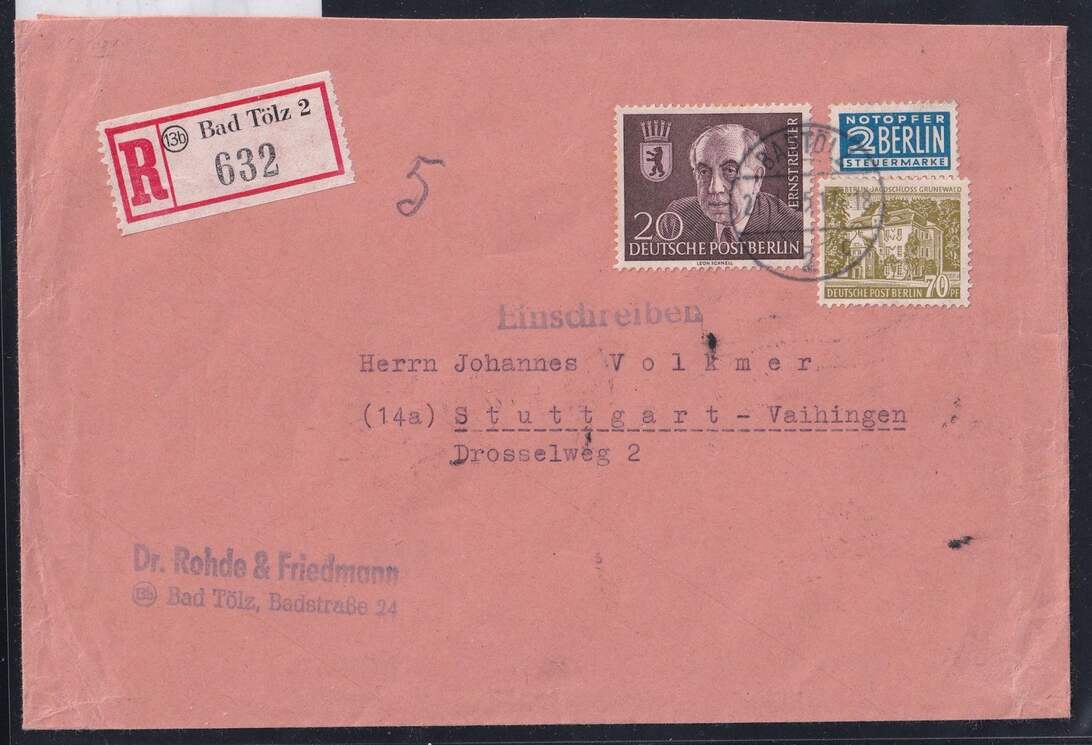 R (13b) Bad Tölz 2
632
5
20
ERNST REUTER
DEUTSCHE POST BERLIN
LEON SCHNELL
NOTOPFER
2 BERLIN
STEUERMARKE
BERLIN-JAGDSCHLOSS GRUNEWALD
DEUTSCHE POST BERLIN 70 PF
BAD TÖLZ
Einschreiben
Herrn Johannes V o l k m e r
(14a) S t u t t g a r t - Vaihingen
Drosselweg 2
Dr. Rohde & Friedmann
(13b) Bad Tölz, Badstraße 24